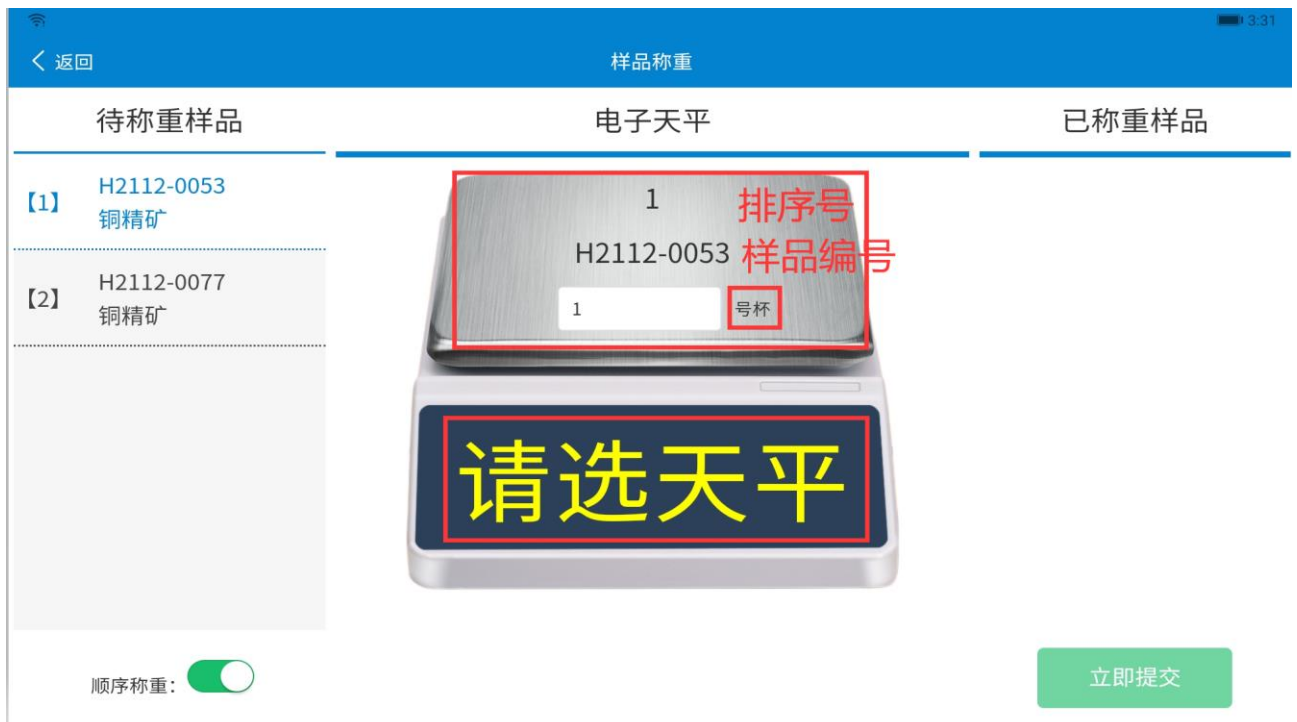 3:31
返回
样品称重
待称重样品
电子天平
已称重样品
【1】
H2112-0053
铜精矿
【2】
H2112-0077
铜精矿
1 排序号
H2112-0053 样品编号
1 号杯
请选天平
顺序称重：
立即提交